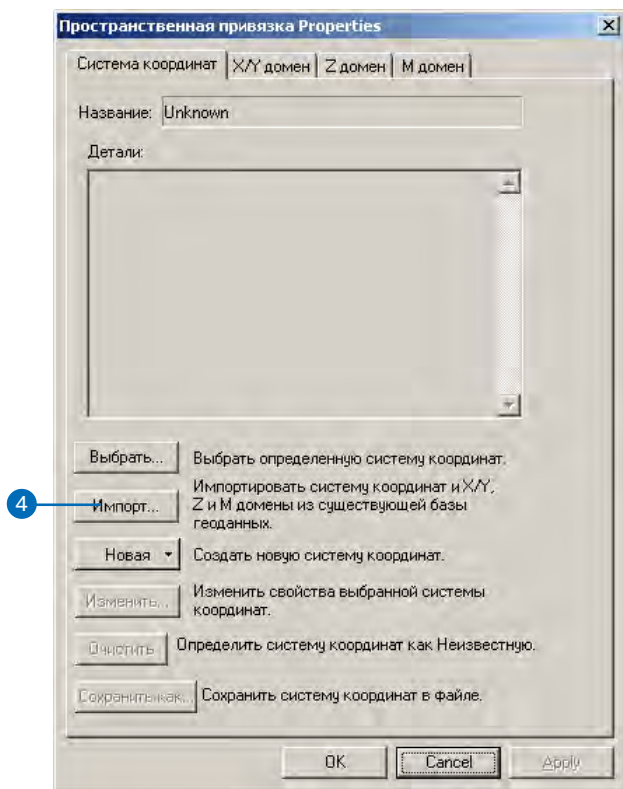 Пространственная привязка Properties
Система координат X/Y домен Z домен M домен
Название: Unknown
Детали:
Выбрать... Выбрать определенную систему координат.
4 Импорт... Импортировать систему координат и X/Y,
Z и M домены из существующей базы
геоданных.
Новая Создать новую систему координат.
Изменить... Изменить свойства выбранной системы
координат.
Очистить Определить систему координат как Неизвестную.
Сохранить как... Сохранить систему координат в файле.
OK Cancel Apply